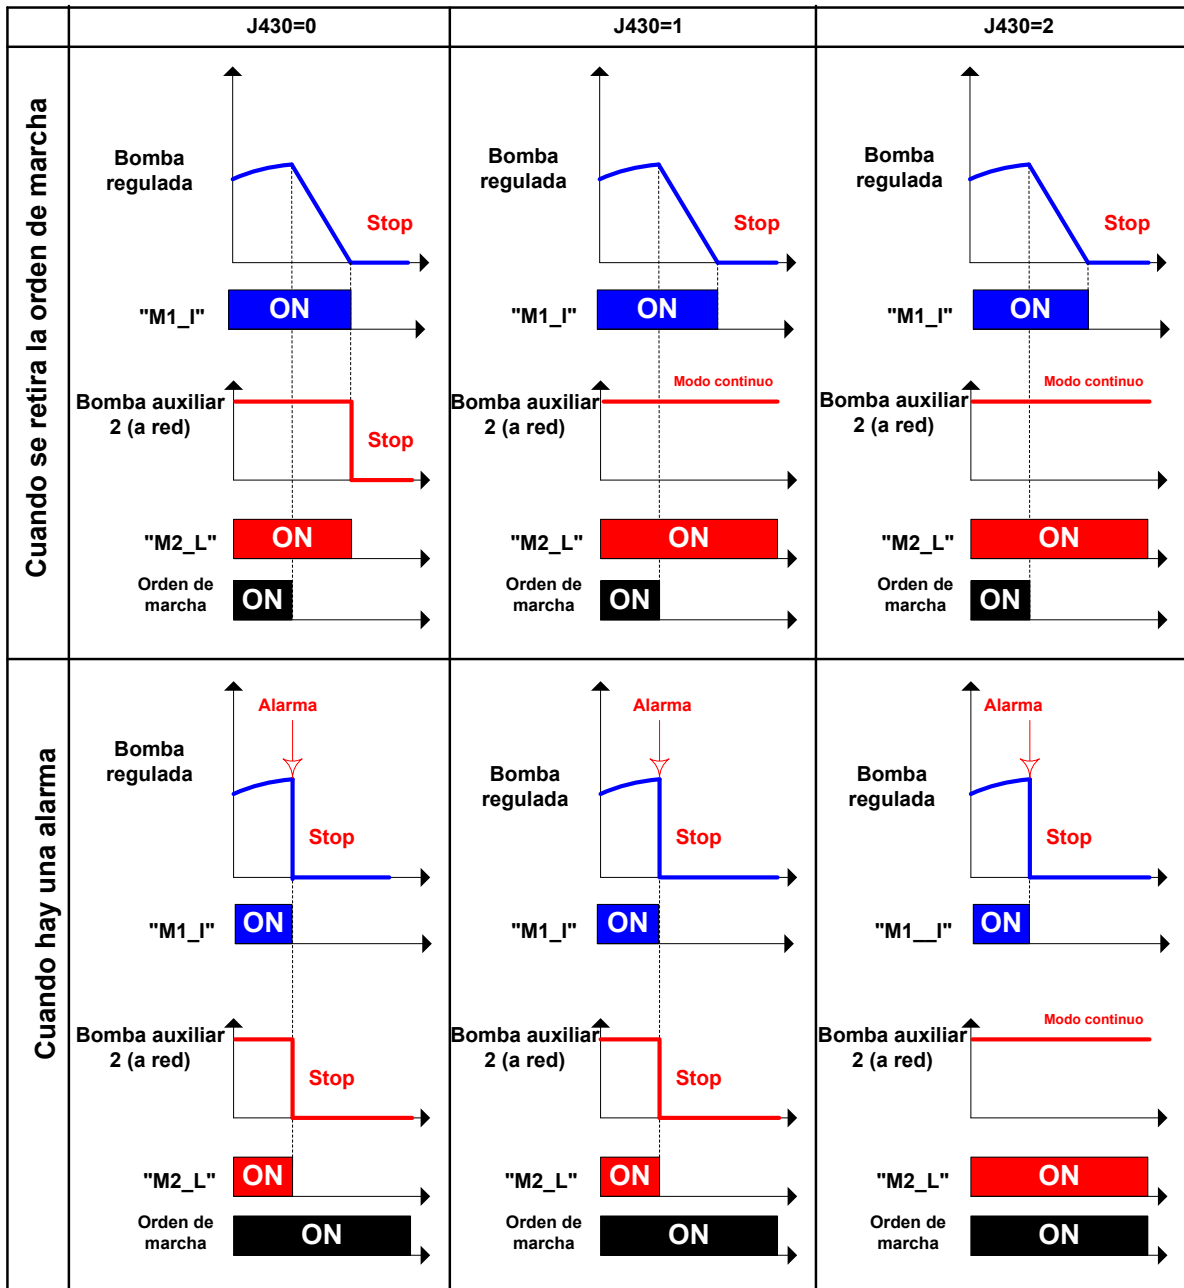 J430=0
J430=1
J430=2
Cuando se retira la orden de marcha
Bomba
regulada
Stop
"M1_I"
ON
Bomba auxiliar
2 (a red)
Stop
"M2_L"
ON
Orden de
marcha
ON
Bomba
regulada
Stop
"M1_I"
ON
Modo continuo
Bomba auxiliar
2 (a red)
"M2_L"
ON
Orden de
marcha
ON
Bomba
regulada
Stop
"M1_I"
ON
Modo continuo
Bomba auxiliar
2 (a red)
"M2_L"
ON
Orden de
marcha
ON
Cuando hay una alarma
Alarma
Bomba
regulada
Stop
"M1_I"
ON
Bomba auxiliar
2 (a red)
Stop
"M2_L"
ON
Orden de
marcha
ON
Alarma
Bomba
regulada
Stop
"M1_I"
ON
Bomba auxiliar
2 (a red)
Stop
"M2_L"
ON
Orden de
marcha
ON
Alarma
Bomba
regulada
Stop
"M1__I"
ON
Modo continuo
Bomba auxiliar
2 (a red)
"M2_L"
ON
Orden de
marcha
ON